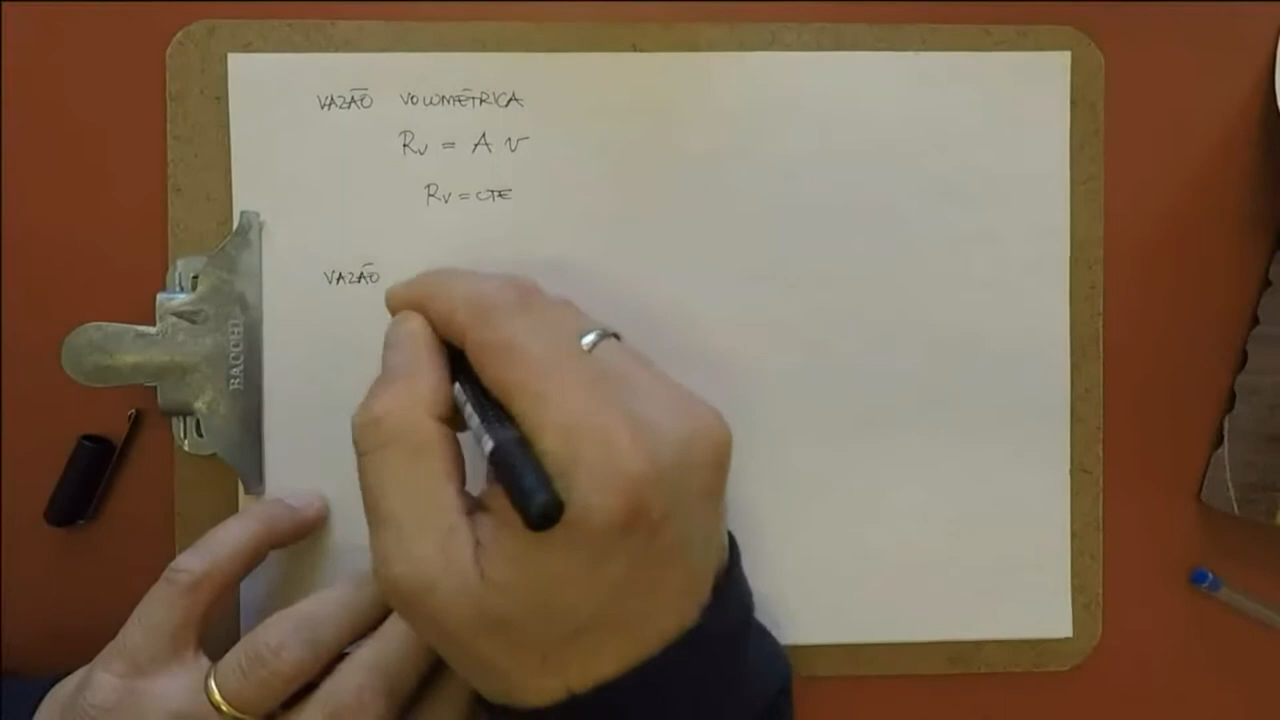 VAZÃO VOLUMÉTRICA
Rv = A v
Rv = CTE
VAZÃO
BACCHI